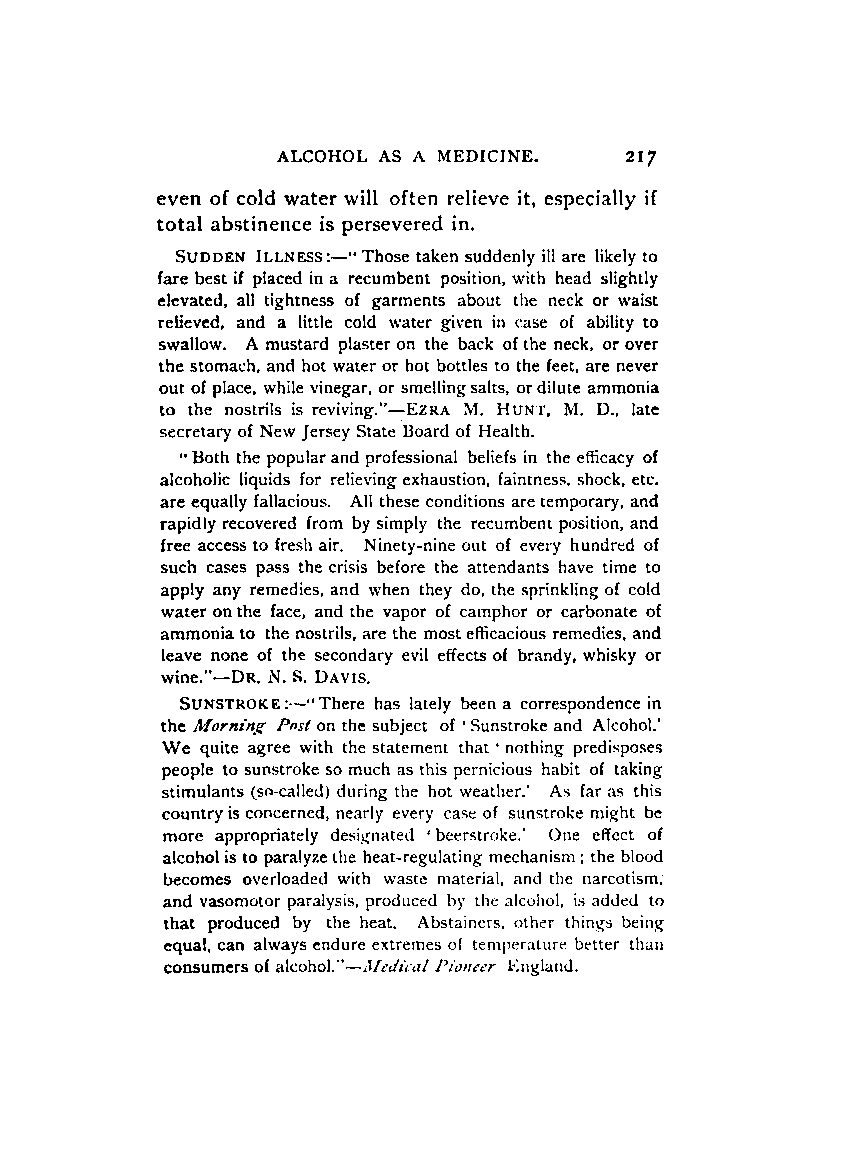 ALCOHOL AS A MEDICINE. 217
even of cold water will often relieve it, especially if
total abstinence is persevered in.
SUDDEN ILLNESS:—“Those taken suddenly ill are likely to
fare best if placed in a recumbent position, with head slightly
elevated, all tightness of garments about the neck or waist
relieved, and a little cold water given in case of ability to
swallow. A mustard plaster on the back of the neck, or over
the stomach, and hot water or hot bottles to the feet, are never
out of place, while vinegar, or smelling salts, or dilute ammonia
to the nostrils is reviving.”—EZRA M. HUNT, M. D., late
secretary of New Jersey State Board of Health.
“Both the popular and professional beliefs in the efficacy of
alcoholic liquids for relieving exhaustion, faintness, shock, etc.
are equally fallacious. All these conditions are temporary, and
rapidly recovered from by simply the recumbent position, and
free access to fresh air. Ninety-nine out of every hundred of
such cases pass the crisis before the attendants have time to
apply any remedies, and when they do, the sprinkling of cold
water on the face, and the vapor of camphor or carbonate of
ammonia to the nostrils, are the most efficacious remedies, and
leave none of the secondary evil effects of brandy, whisky or
wine.”—DR. N. S. DAVIS.
SUNSTROKE:—“There has lately been a correspondence in
the Morning Post on the subject of ‘Sunstroke and Alcohol.’
We quite agree with the statement that ‘nothing predisposes
people to sunstroke so much as this pernicious habit of taking
stimulants (so-called) during the hot weather.’ As far as this
country is concerned, nearly every case of sunstroke might be
more appropriately designated ‘beerstroke.’ One effect of
alcohol is to paralyze the heat-regulating mechanism; the blood
becomes overloaded with waste material, and the narcotism,
and vasomotor paralysis, produced by the alcohol, is added to
that produced by the heat. Abstainers, other things being
equal, can always endure extremes of temperature better than
consumers of alcohol.”—Medical Pioneer England.